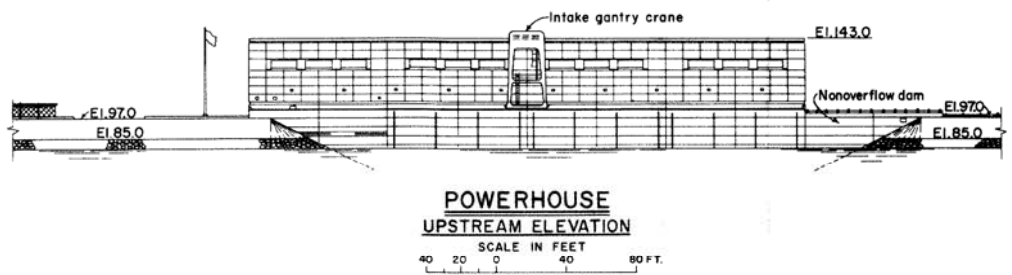 Intake gantry crane
El.143.0
Nonoverflow dam
El.97.0
El.97.0
El.85.0
El.85.0
POWERHOUSE
UPSTREAM ELEVATION
SCALE IN FEET
40 20 0 40 80 FT.